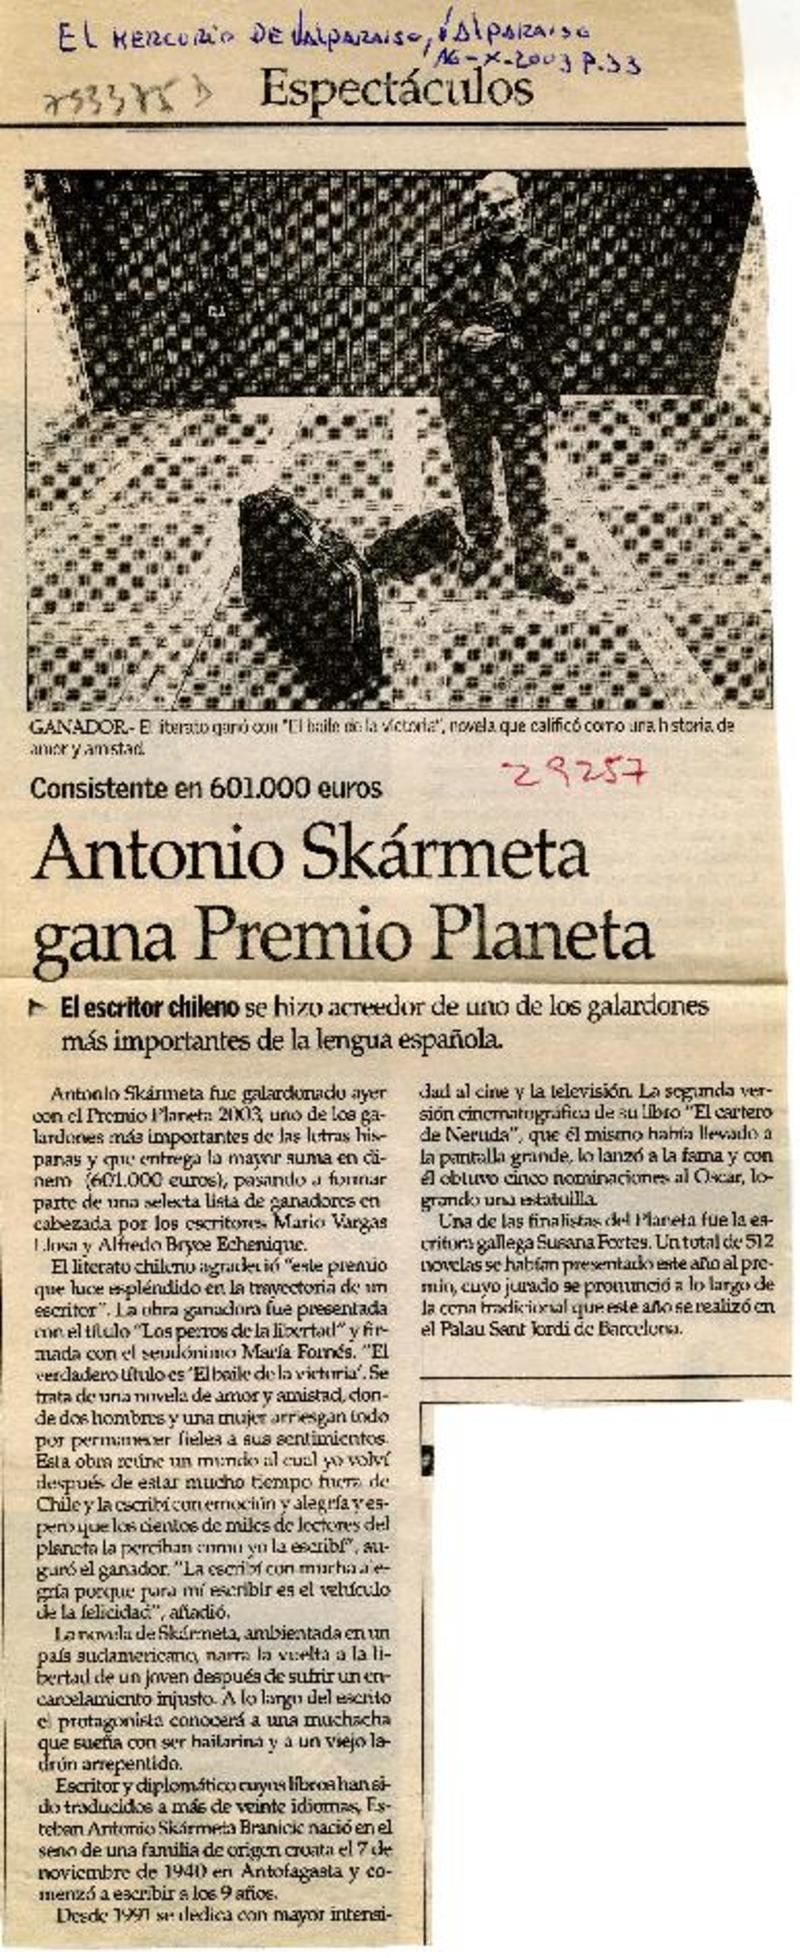 EL MERCURIO DE VALPARAISO, VALPARAISO
16-X-2003 P.33
Espectáculos
GANADOR.- El literato ganó con "El baile de la victoria", novela que calificó como una historia de
amor y amistad.
29257
Consistente en 601.000 euros
Antonio Skármeta
gana Premio Planeta
El escritor chileno se hizo acreedor de uno de los galardones
más importantes de la lengua española.
Antonio Skármeta fue galardonado ayer
con el Premio Planeta 2003, uno de los ga-
lardones más importantes de las letras his-
panas y que entrega la mayor suma en di-
nero (601.000 euros), pasando a formar
parte de una selecta lista de ganadores en-
cabezada por los escritores Mario Vargas
Llosa y Alfredo Bryce Echenique.
El literato chileno agradeció "este premio
que luce espléndido en la trayectoria de un
escritor". La obra ganadora fue presentada
con el título "Los perros de la libertad" y fir-
mada con el seudónimo María Fornés. "El
verdadero título es 'El baile de la victoria'. Se
trata de una novela de amor y amistad, don-
de dos hombres y una mujer arriesgan todo
por permanecer fieles a sus sentimientos.
Esta obra reúne un mundo al cual yo volví
después de estar mucho tiempo fuera de
Chile y la escribí con emoción y alegría y es-
pero que los cientos de miles de lectores del
planeta la perciban como yo la escribí", au-
guró el ganador. "La escribí con mucha ale-
gría porque para mí escribir es el vehículo
de la felicidad", añadió.
La novela de Skármeta, ambientada en un
país sudamericano, narra la vuelta a la li-
bertad de un joven después de sufrir un en-
carcelamiento injusto. A lo largo del escrito
el protagonista conocerá a una muchacha
que sueña con ser bailarina y a un viejo la-
drón arrepentido.
Escritor y diplomático cuyos libros han si-
do traducidos a más de veinte idiomas, Es-
teban Antonio Skármeta Branicic nació en el
seno de una familia de origen croata el 7 de
noviembre de 1940 en Antofagasta y co-
menzó a escribir a los 9 años.
Desde 1991 se dedica con mayor intensi-
dad al cine y la televisión. La segunda ver-
sión cinematográfica de su libro "El cartero
de Neruda", que él mismo había llevado a
la pantalla grande, lo lanzó a la fama y con
él obtuvo cinco nominaciones al Oscar, lo-
grando una estatuilla.
Una de las finalistas del Planeta fue la es-
critora gallega Susana Fortes. Un total de 512
novelas se habían presentado este año al pre-
mio, cuyo jurado se pronunció a lo largo de
la cena tradicional que este año se realizó en
el Palau Sant Jordi de Barcelona.